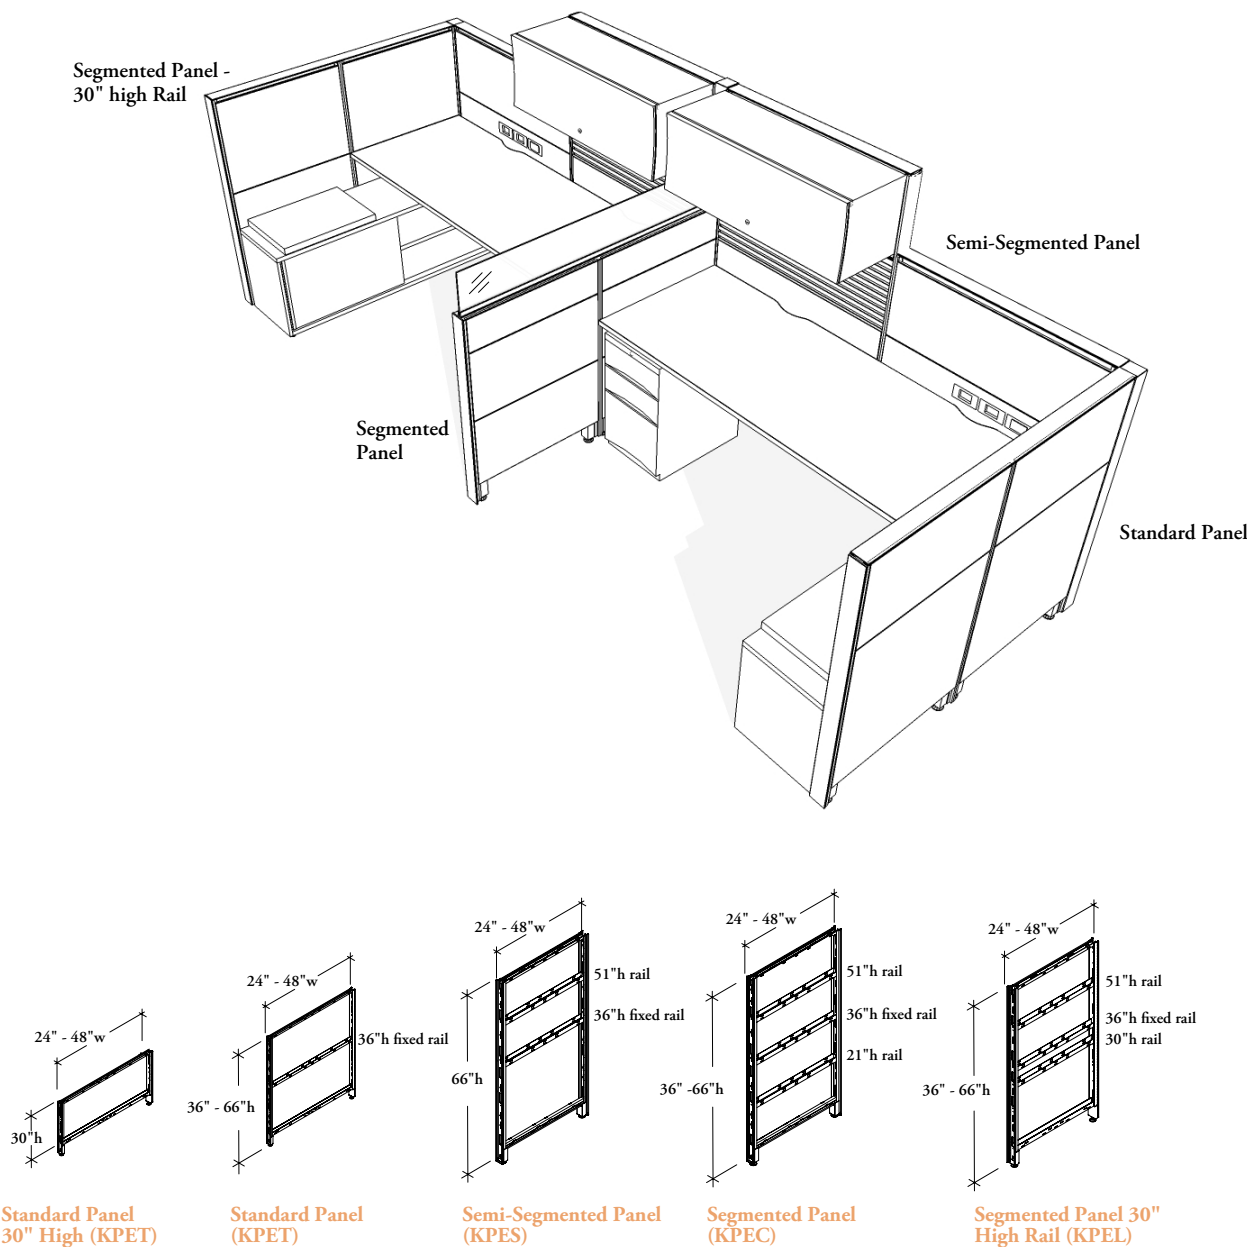 Segmented Panel -
30" high Rail
Semi-Segmented Panel
Segmented
Panel
Standard Panel
24" - 48"w
30"h
Standard Panel
30" High (KPET)
24" - 48"w
36"h fixed rail
36" - 66"h
Standard Panel
(KPET)
24" - 48"w
51"h rail
36"h fixed rail
66"h
Semi-Segmented Panel
(KPES)
24" - 48"w
51"h rail
36"h fixed rail
21"h rail
36" -66"h
Segmented Panel
(KPEC)
24" - 48"w
51"h rail
36"h fixed rail
30"h rail
36" - 66"h
Segmented Panel 30"
High Rail (KPEL)